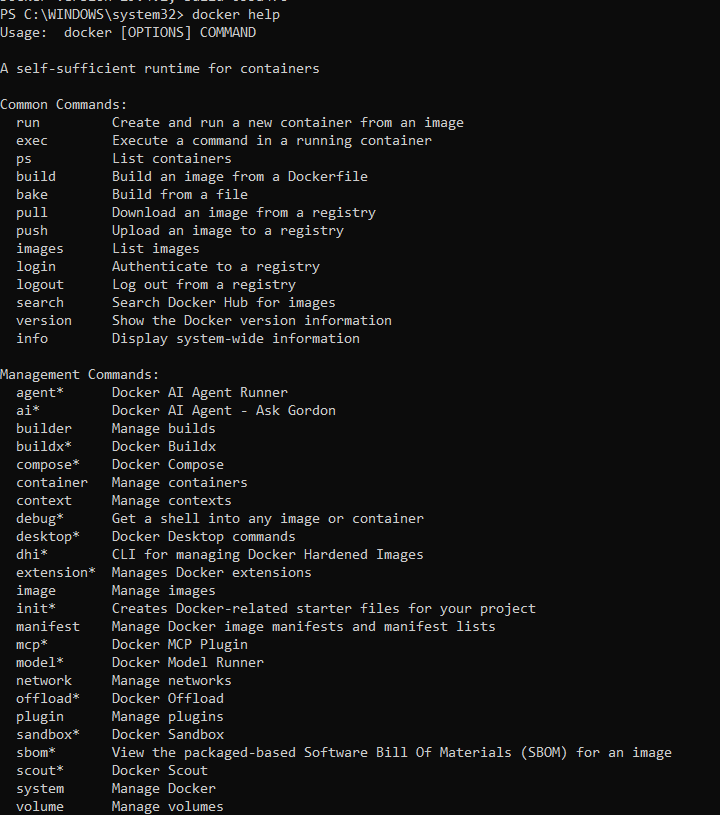 PS C:\WINDOWS\system32> docker help
Usage:  docker [OPTIONS] COMMAND
A self-sufficient runtime for containers
Common Commands:
  run         Create and run a new container from an image
  exec        Execute a command in a running container
  ps          List containers
  build       Build an image from a Dockerfile
  bake        Build from a file
  pull        Download an image from a registry
  push        Upload an image to a registry
  images      List images
  login       Authenticate to a registry
  logout      Log out from a registry
  search      Search Docker Hub for images
  version     Show the Docker version information
  info        Display system-wide information
Management Commands:
  agent*      Docker AI Agent Runner
  ai*         Docker AI Agent - Ask Gordon
  builder     Manage builds
  buildx*     Docker Buildx
  compose*    Docker Compose
  container   Manage containers
  context     Manage contexts
  debug*      Get a shell into any image or container
  desktop*    Docker Desktop commands
  dhi*        CLI for managing Docker Hardened Images
  extension*  Manages Docker extensions
  image       Manage images
  init*       Creates Docker-related starter files for your project
  manifest    Manage Docker image manifests and manifest lists
  mcp*        Docker MCP Plugin
  model*      Docker Model Runner
  network     Manage networks
  offload*    Docker Offload
  plugin      Manage plugins
  sandbox*    Docker Sandbox
  sbom*       View the packaged-based Software Bill Of Materials (SBOM) for an image
  scout*      Docker Scout
  system      Manage Docker
  volume      Manage volumes